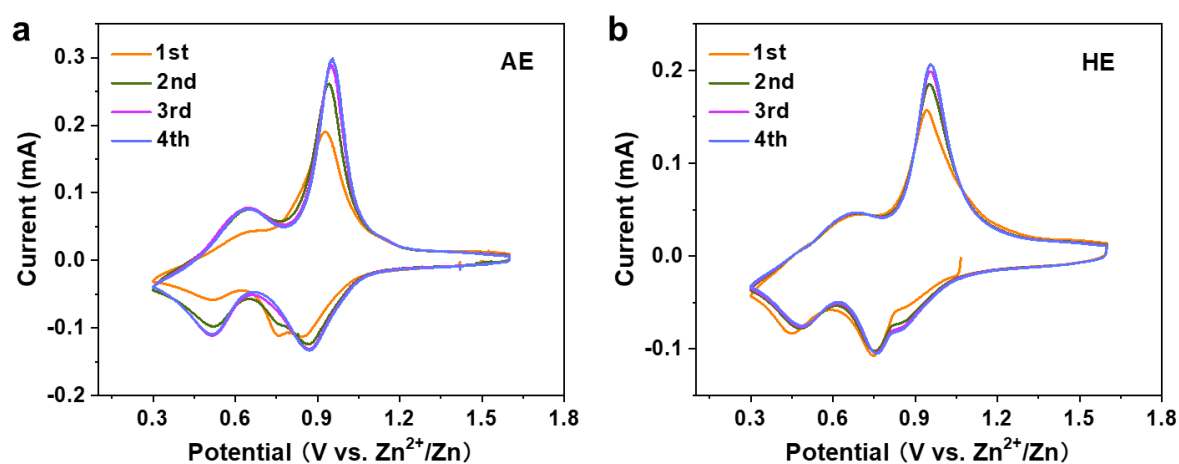 a
AE
1st
2nd
3rd
4th
Current (mA)
0.3
0.2
0.1
0.0
-0.1
-0.2
0.3
0.6
0.9
1.2
1.5
1.8
Potential (V vs. Zn²⁺/Zn)
b
HE
1st
2nd
3rd
4th
Current (mA)
0.2
0.1
0.0
-0.1
0.3
0.6
0.9
1.2
1.5
1.8
Potential (V vs. Zn²⁺/Zn)